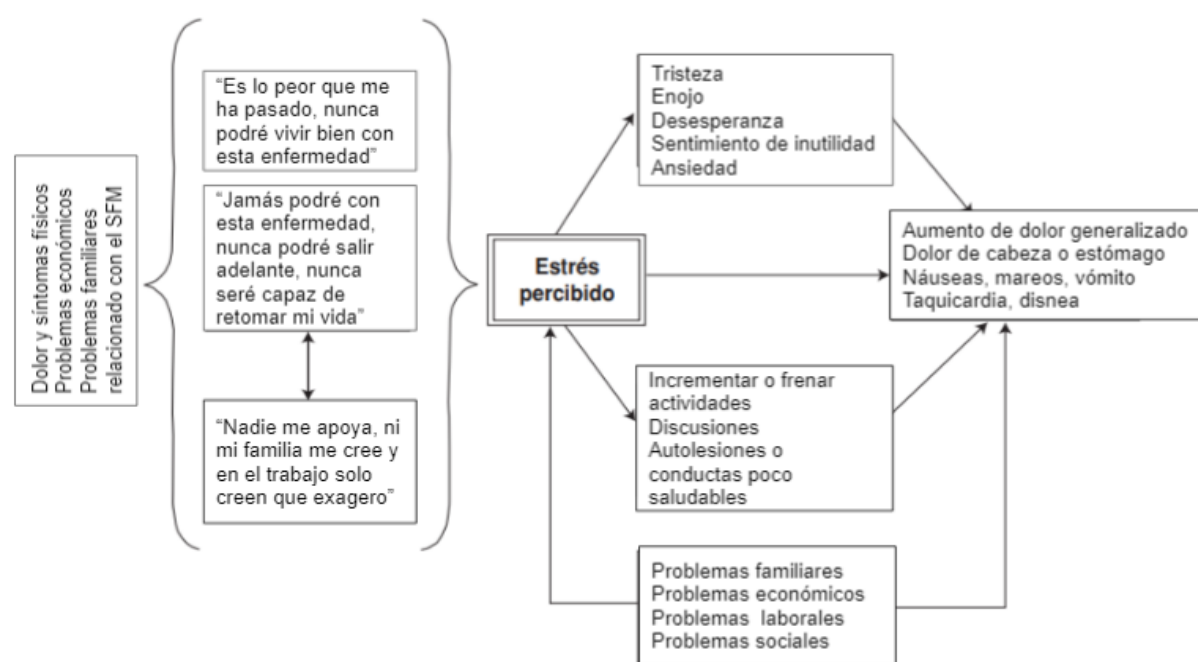 Dolor y síntomas físicos
Problemas económicos
Problemas familiares
relacionado con el SFM
“Es lo peor que me
ha pasado, nunca
podré vivir bien con
esta enfermedad”
“Jamás podré con
esta enfermedad,
nunca podré salir
adelante, nunca
seré capaz de
retomar mi vida”
“Nadie me apoya, ni
mi familia me cree y
en el trabajo solo
creen que exagero”
Estrés
percibido
Tristeza
Enojo
Desesperanza
Sentimiento de inutilidad
Ansiedad
Incrementar o frenar
actividades
Discusiones
Autolesiones o
conductas poco
saludables
Problemas familiares
Problemas económicos
Problemas laborales
Problemas sociales
Aumento de dolor generalizado
Dolor de cabeza o estómago
Náuseas, mareos, vómito
Taquicardia, disnea